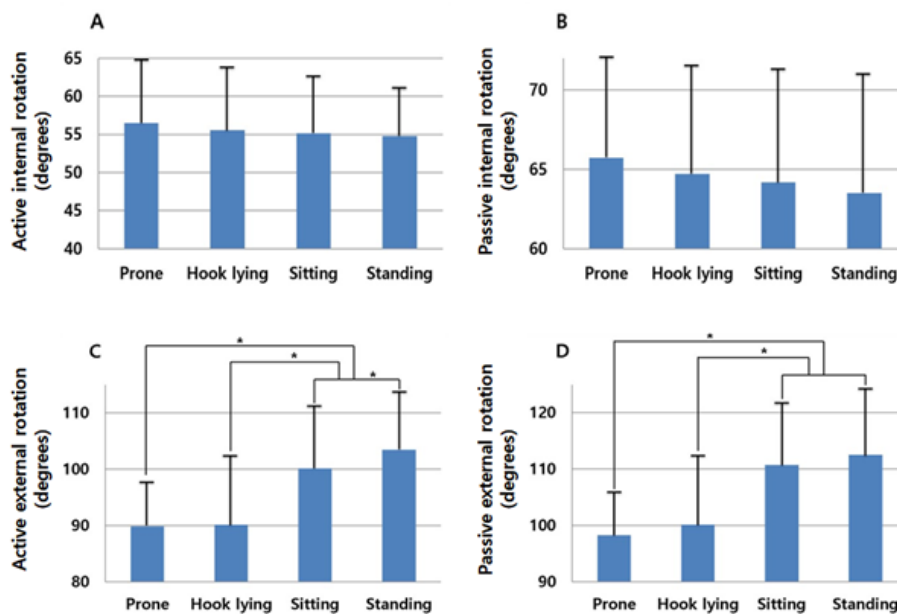 A
Active internal rotation
(degrees)
65
60
55
50
45
40
Prone
Hook lying
Sitting
Standing
B
Passive internal rotation
(degrees)
70
65
60
Prone
Hook lying
Sitting
Standing
C
*
*
*
Active external rotation
(degrees)
110
100
90
80
Prone
Hook lying
Sitting
Standing
D
*
*
Passive external rotation
(degrees)
120
110
100
90
Prone
Hook lying
Sitting
Standing